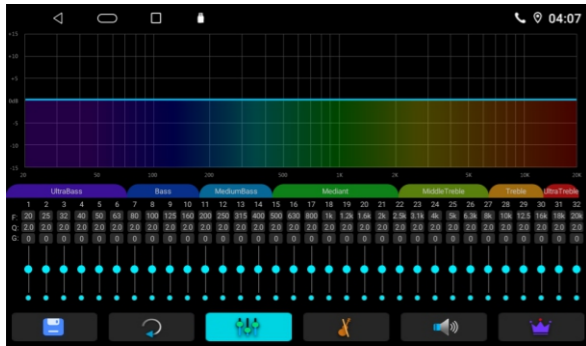 04:07
+15
+10
+5
0dB
-5
-10
-15
20 50 100 200 500 1K 2K 5K 10K 20K
UltraBass Bass MediumBass Mediant MiddleTreble Treble UltraTreble
1 2 3 4 5 6 7 8 9 10 11 12 13 14 15 16 17 18 19 20 21 22 23 24 25 26 27 28 29 30 31 32
F: 20 25 32 40 50 63 80 100 125 160 200 250 315 400 500 630 800 1k 1.2k 1.6k 2k 2.5k 3.1k 4k 5k 6.3k 8k 10k 12.5 16k 18k 20k
Q: 2.0 2.0 2.0 2.0 2.0 2.0 2.0 2.0 2.0 2.0 2.0 2.0 2.0 2.0 2.0 2.0 2.0 2.0 2.0 2.0 2.0 2.0 2.0 2.0 2.0 2.0 2.0 2.0 2.0 2.0 2.0 2.0
G: 0 0 0 0 0 0 0 0 0 0 0 0 0 0 0 0 0 0 0 0 0 0 0 0 0 0 0 0 0 0 0 0